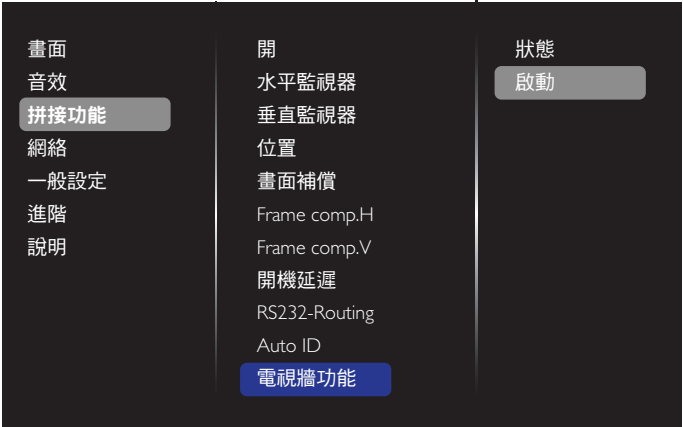 畫面
音效
拼接功能
網絡
一般設定
進階
說明
開
水平監視器
垂直監視器
位置
畫面補償
Frame comp.H
Frame comp.V
開機延遲
RS232-Routing
Auto ID
電視牆功能
狀態
啟動